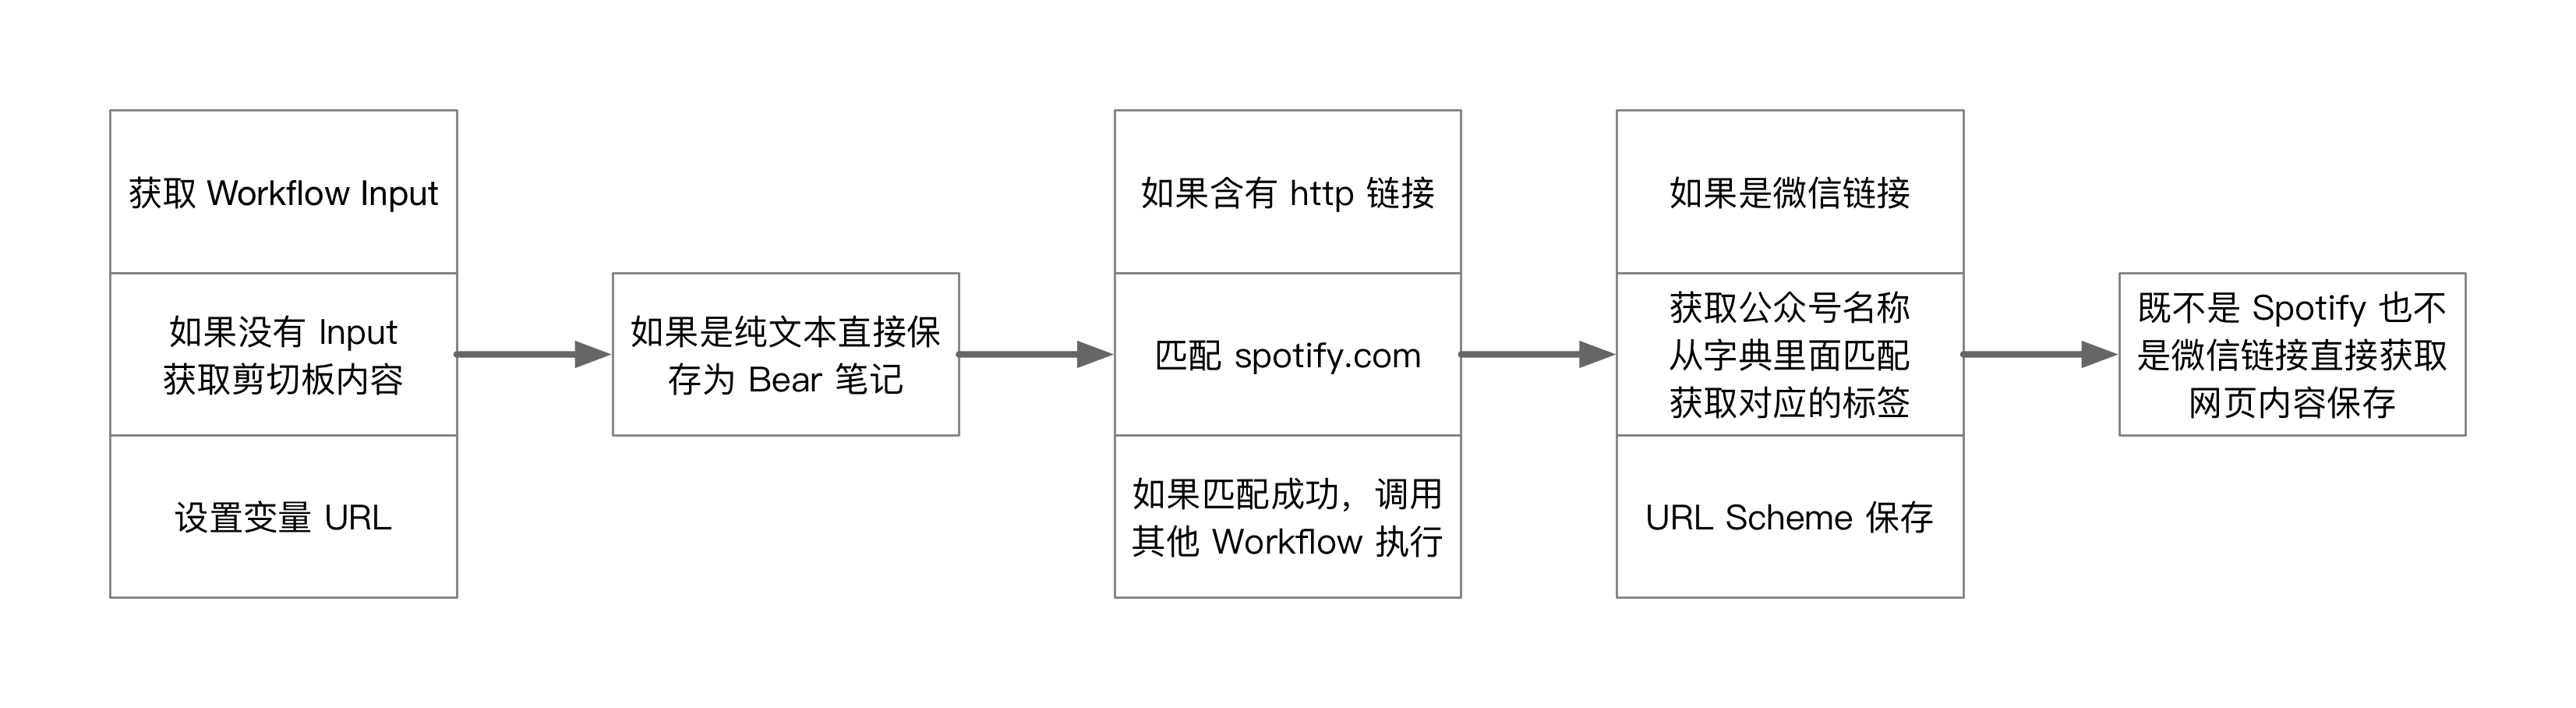 获取 Workflow Input
如果没有 Input
获取剪切板内容
设置变量 URL
如果是纯文本直接保
存为 Bear 笔记
如果含有 http 链接
匹配 spotify.com
如果匹配成功，调用
其他 Workflow 执行
如果是微信链接
获取公众号名称
从字典里面匹配
获取对应的标签
URL Scheme 保存
既不是 Spotify 也不
是微信链接直接获取
网页内容保存